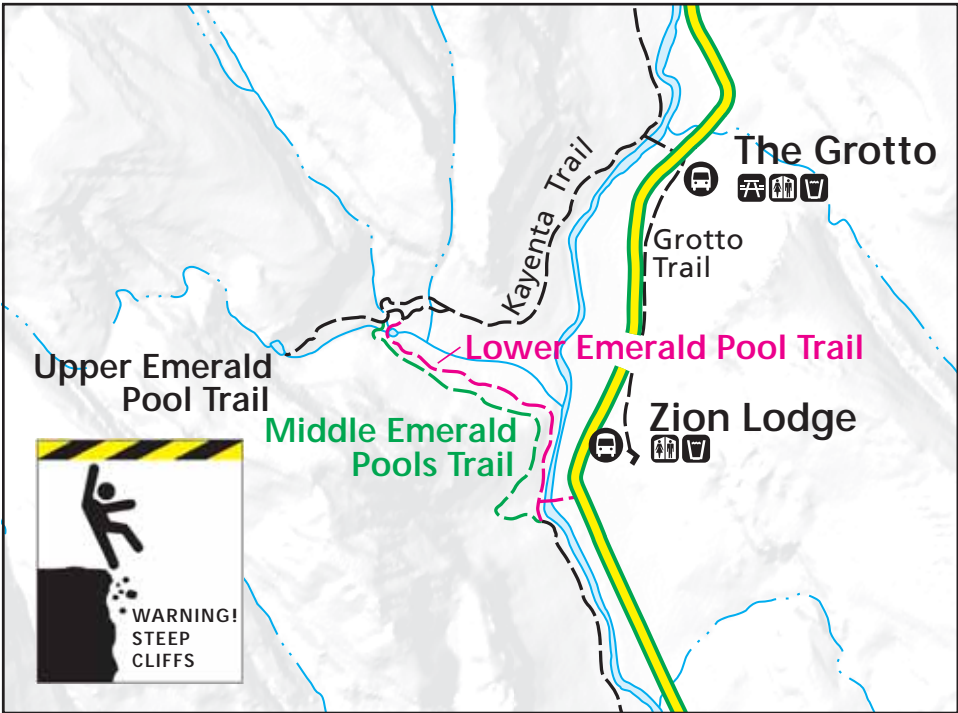 The Grotto
Kayenta Trail
Grotto
Trail
Lower Emerald Pool Trail
Upper Emerald
Pool Trail
Zion Lodge
Middle Emerald
Pools Trail
WARNING!
STEEP
CLIFFS